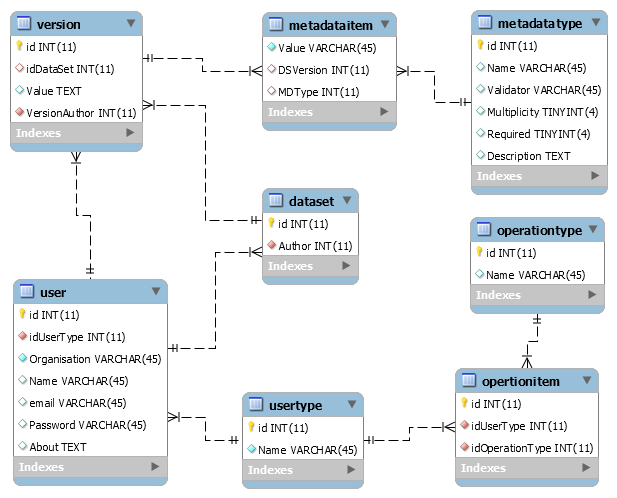 version
id INT(11)
idDataSet INT(11)
Value TEXT
VersionAuthor INT(11)
Indexes
metadataitem
Value VARCHAR(45)
DSVersion INT(11)
MDType INT(11)
Indexes
metadatatype
id INT(11)
Name VARCHAR(45)
Validator VARCHAR(45)
Multiplicity TINYINT(4)
Required TINYINT(4)
Description TEXT
Indexes
dataset
id INT(11)
Author INT(11)
Indexes
operationtype
id INT(11)
Name VARCHAR(45)
Indexes
user
id INT(11)
idUserType INT(11)
Organisation VARCHAR(45)
Name VARCHAR(45)
email VARCHAR(45)
Password VARCHAR(45)
About TEXT
Indexes
usertype
id INT(11)
Name VARCHAR(45)
Indexes
opertionitem
id INT(11)
idUserType INT(11)
idOperationType INT(11)
Indexes